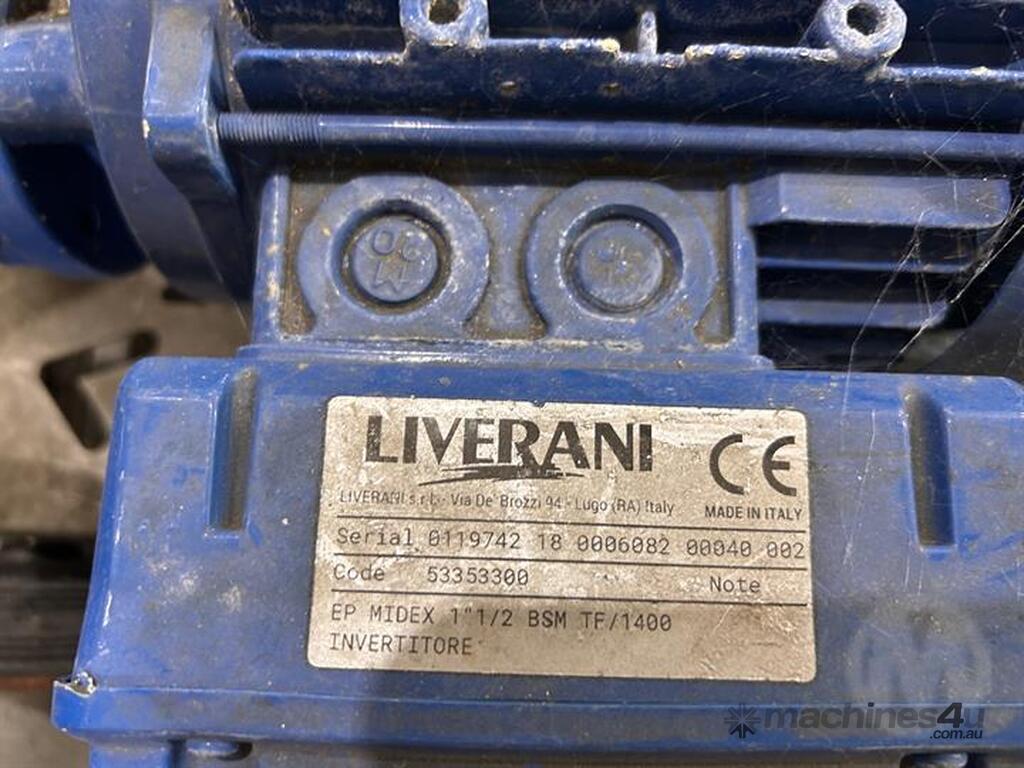 LIVERANI
CE
LIVERANI s.r.l. - Via De' Brozzi 94 - Lugo (RA) Italy
MADE IN ITALY
Serial 0119742 18 0006082 00040 002
Code 53353300 Note
EP MIDEX 1"1/2 BSM TF/1400
INVERTITORE
machines4u
.com.au